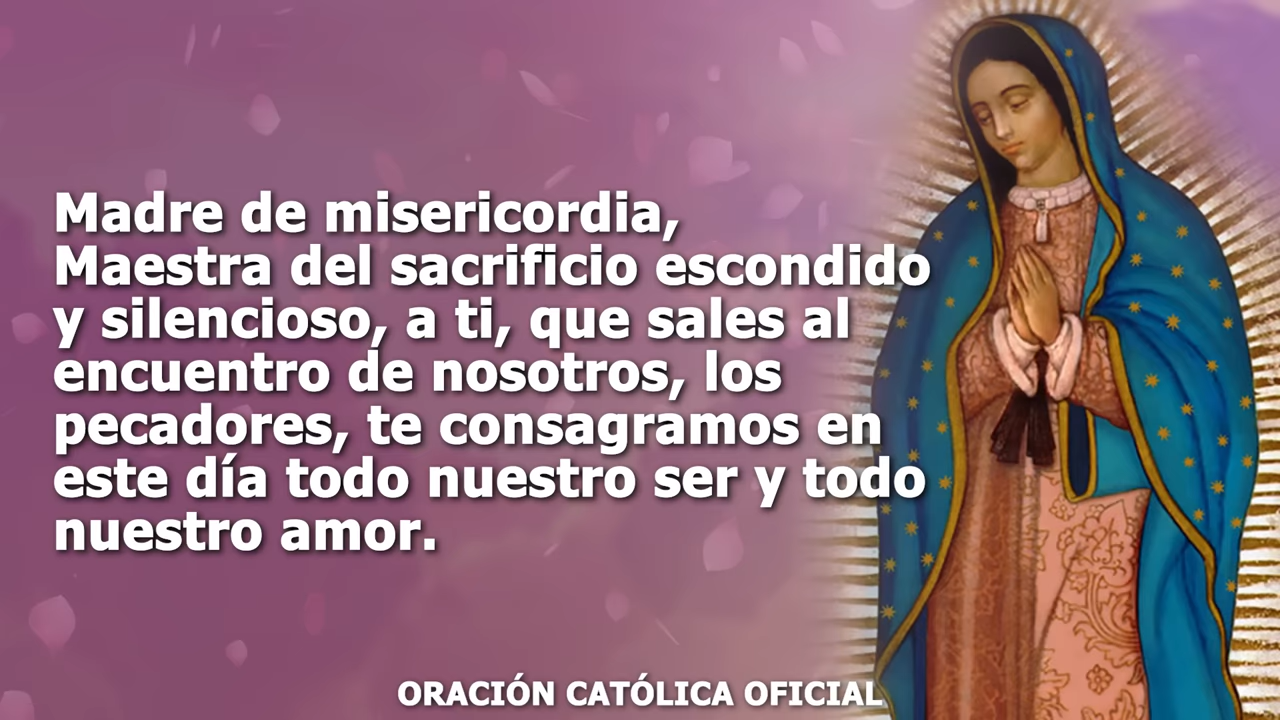 Madre de misericordia,
Maestra del sacrificio escondido
y silencioso, a ti, que sales al
encuentro de nosotros, los
pecadores, te consagramos en
este día todo nuestro ser y todo
nuestro amor.
ORACIÓN CATÓLICA OFICIAL